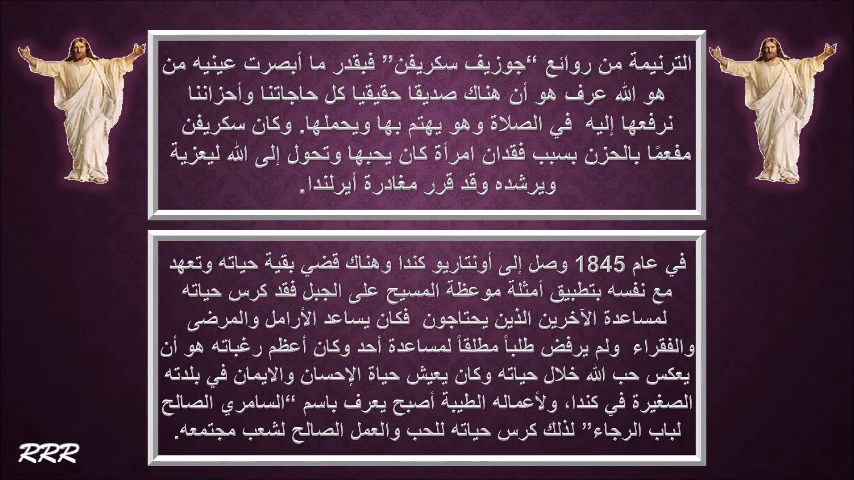 الترنيمة من روائع “جوزيف سكريفن” فبقدر ما أبصرت عينيه من
هو الله عرف هو أن هناك صديقا حقيقيا كل حاجاتنا وأحزاننا
نرفعها إليه في الصلاة وهو يهتم بها ويحملها. وكان سكريفن
مفعمًا بالحزن بسبب فقدان امرأة كان يحبها وتحول إلى الله ليعزية
ويرشده وقد قرر مغادرة أيرلندا.
في عام 1845 وصل إلى أونتاريو كندا وهناك قضي بقية حياته وتعهد
مع نفسه بتطبيق أمثلة موعظة المسيح على الجبل فقد كرس حياته
لمساعدة الآخرين الذين يحتاجون فكان يساعد الأرامل والمرضى
والفقراء ولم يرفض طلبأ مطلقأ لمساعدة أحد وكان أعظم رغباته هو أن
يعكس حب الله خلال حياته وكان يعيش حياة الإحسان والايمان في بلدته
الصغيرة في كندا، ولأعماله الطيبة أصبح يعرف باسم “السامري الصالح
لباب الرجاء” لذلك كرس حياته للحب والعمل الصالح لشعب مجتمعه.
RRR